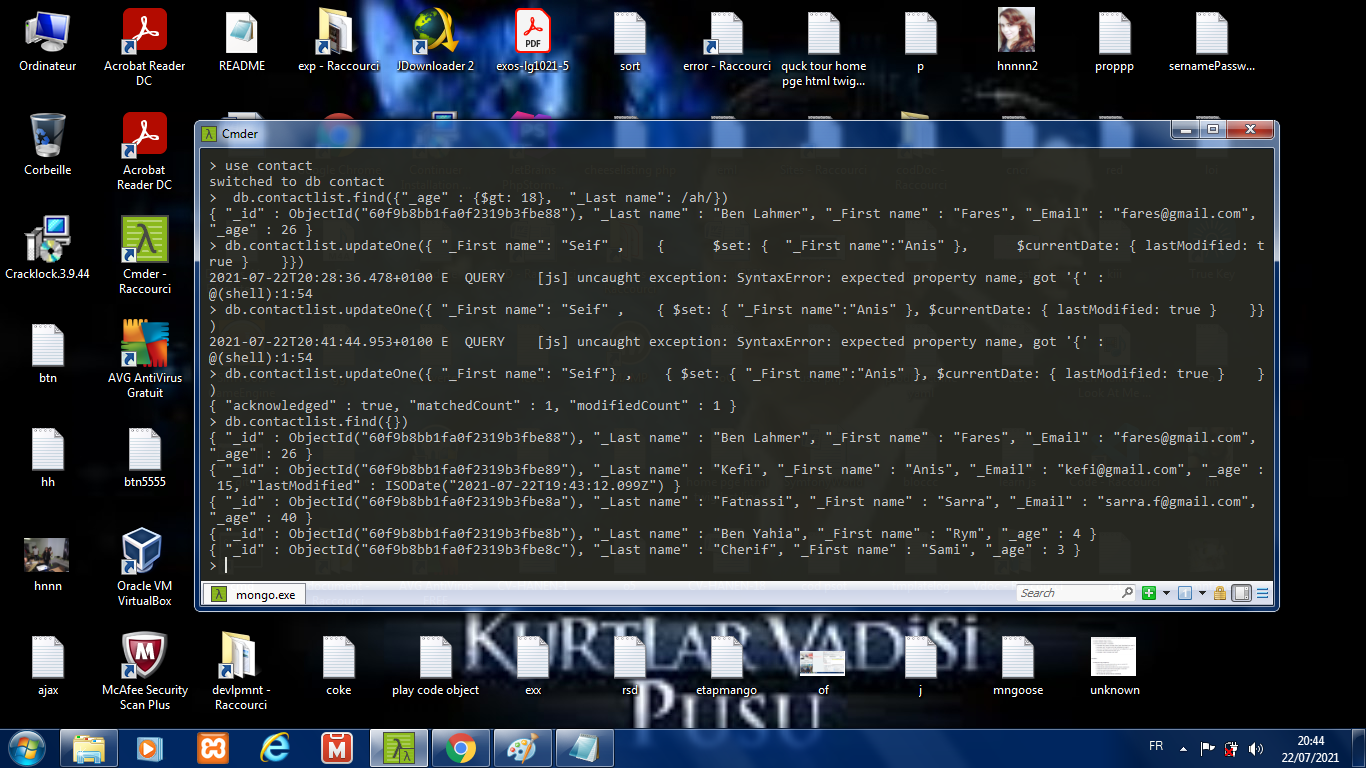 Ordinateur
Acrobat Reader
DC
README
exp - Raccourci
JDownloader 2
PDF
exos-lg1021-5
sort
error - Raccourci
quck tour home
pge html twig...
p
hnnnn2
proppp
sernamePassw...
Corbeille
Acrobat
Reader DC
Cracklock.3.9.44
Cmder -
Raccourci
btn
AVG AntiVirus
Gratuit
hh
btn5555
hnnn
Oracle VM
VirtualBox
Cmder
> use contact
switched to db contact
>  db.contactlist.find({"_age" : {$gt: 18},  "_Last name": /ah/})
{ "_id" : ObjectId("60f9b8bb1fa0f2319b3fbe88"), "_Last name" : "Ben Lahmer", "_First name" : "Fares", "_Email" : "fares@gmail.com",
"_age" : 26 }
> db.contactlist.updateOne({ "_First name": "Seif" ,    {      $set: {  "_First name":"Anis" },      $currentDate: { lastModified: t
rue }    }})
2021-07-22T20:28:36.478+0100 E  QUERY    [js] uncaught exception: SyntaxError: expected property name, got '{' :
@(shell):1:54
> db.contactlist.updateOne({ "_First name": "Seif" ,    { $set: { "_First name":"Anis" }, $currentDate: { lastModified: true }    }}
)
2021-07-22T20:41:44.953+0100 E  QUERY    [js] uncaught exception: SyntaxError: expected property name, got '{' :
@(shell):1:54
> db.contactlist.updateOne({ "_First name": "Seif"} ,    { $set: { "_First name":"Anis" }, $currentDate: { lastModified: true }    }
)
{ "acknowledged" : true, "matchedCount" : 1, "modifiedCount" : 1 }
> db.contactlist.find({})
{ "_id" : ObjectId("60f9b8bb1fa0f2319b3fbe88"), "_Last name" : "Ben Lahmer", "_First name" : "Fares", "_Email" : "fares@gmail.com",
"_age" : 26 }
{ "_id" : ObjectId("60f9b8bb1fa0f2319b3fbe89"), "_Last name" : "Kefi", "_First name" : "Anis", "_Email" : "kefi@gmail.com", "_age" :
 15, "lastModified" : ISODate("2021-07-22T19:43:12.099Z") }
{ "_id" : ObjectId("60f9b8bb1fa0f2319b3fbe8a"), "_Last name" : "Fatnassi", "_First name" : "Sarra", "_Email" : "sarra.f@gmail.com",
"_age" : 40 }
{ "_id" : ObjectId("60f9b8bb1fa0f2319b3fbe8b"), "_Last name" : "Ben Yahia", "_First name" : "Rym", "_age" : 4 }
{ "_id" : ObjectId("60f9b8bb1fa0f2319b3fbe8c"), "_Last name" : "Cherif", "_First name" : "Sami", "_age" : 3 }
>
mongo.exe
Search
KURTLAR VADiSi
PUSU
ajax
McAfee Security
Scan Plus
devlpmnt -
Raccourci
coke
play code object
exx
rsd
etapmango
of
j
mngoose
unknown
FR
20:44
22/07/2021